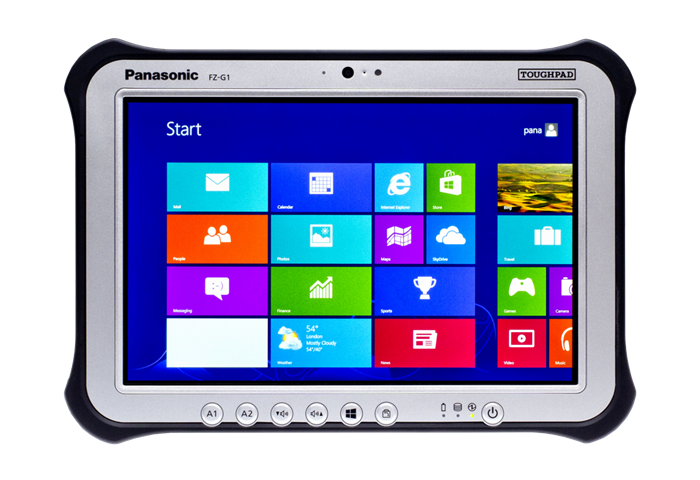 Panasonic FZ-G1
TOUGHPAD
Start
pana
Mail
Calendar
Internet Explorer
Store
People
Photos
Maps
SkyDrive
Travel
Messaging
Finance
Sports
Games
Camera
54°
London
Mostly Cloudy
54°/40°
Weather
News
Video
Music
A1
A2